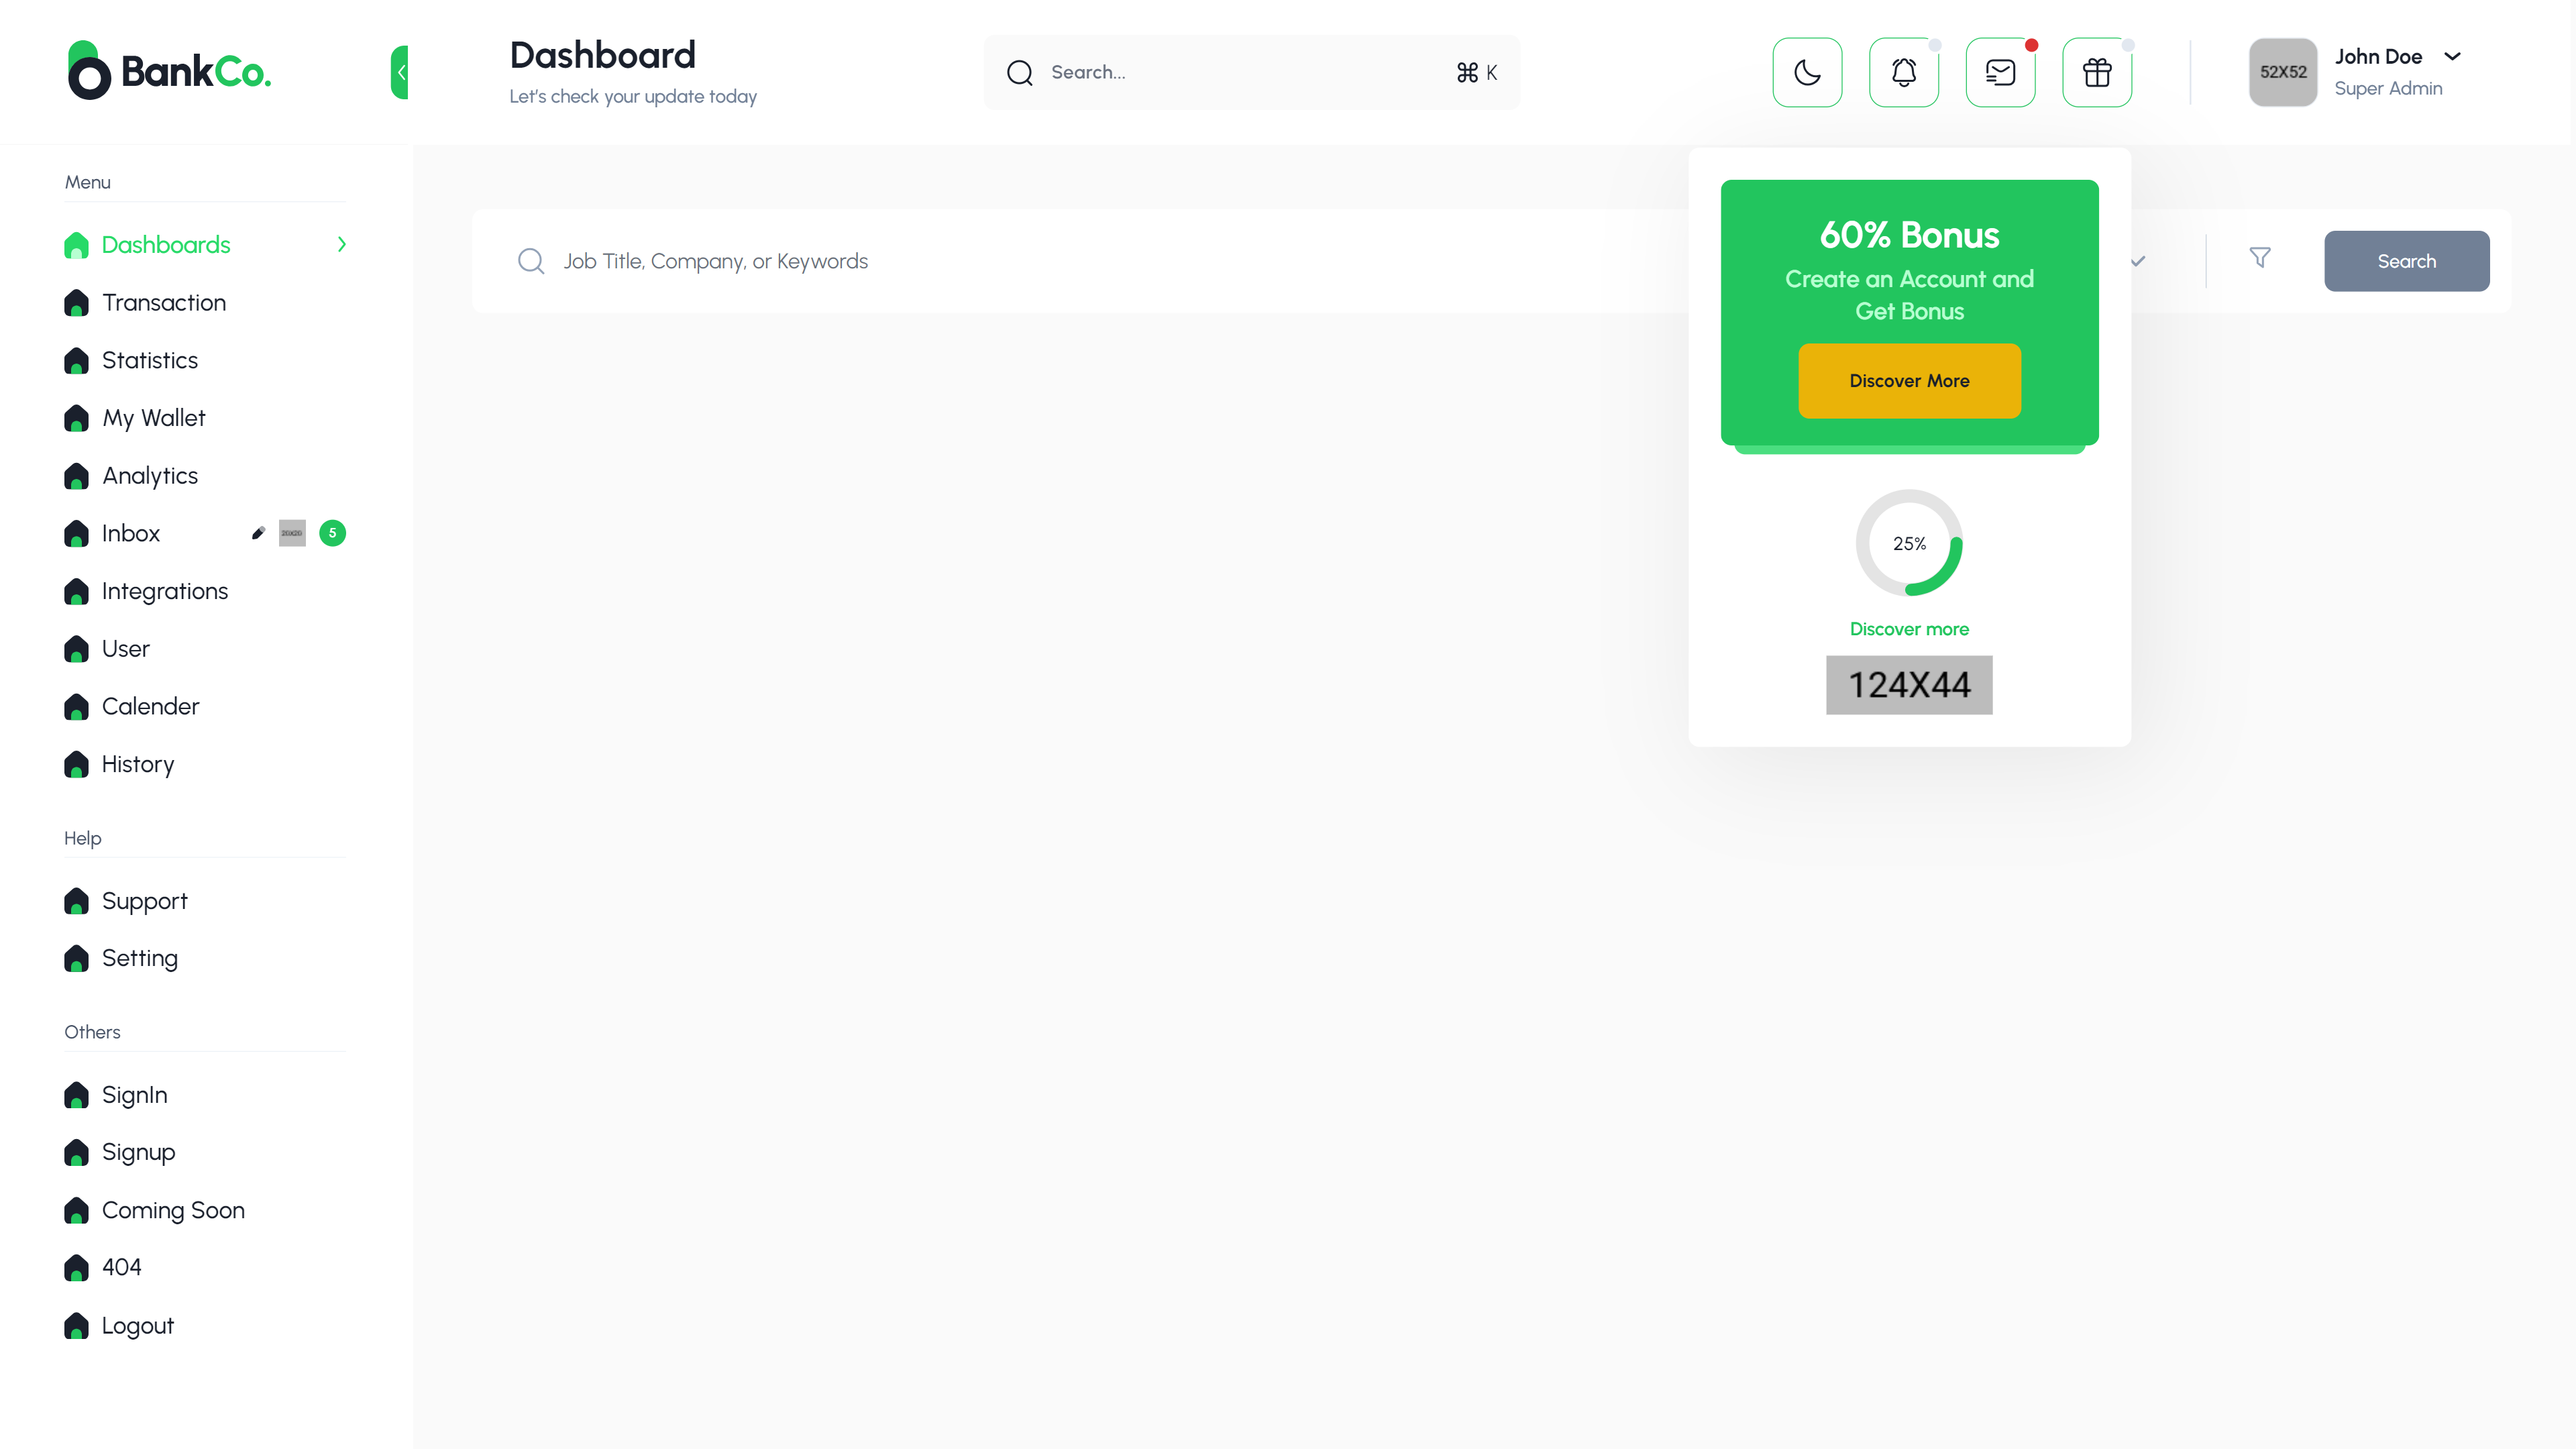 BankCo.
Dashboard
Let's check your update today
Search...
⌘ K
52X52
John Doe
Super Admin
Menu
Dashboards
Transaction
Statistics
My Wallet
Analytics
Inbox
5
Integrations
User
Calender
History
Help
Support
Setting
Others
SignIn
Signup
Coming Soon
404
Logout
Job Title, Company, or Keywords
Search
60% Bonus
Create an Account and
Get Bonus
Discover More
25%
Discover more
124X44